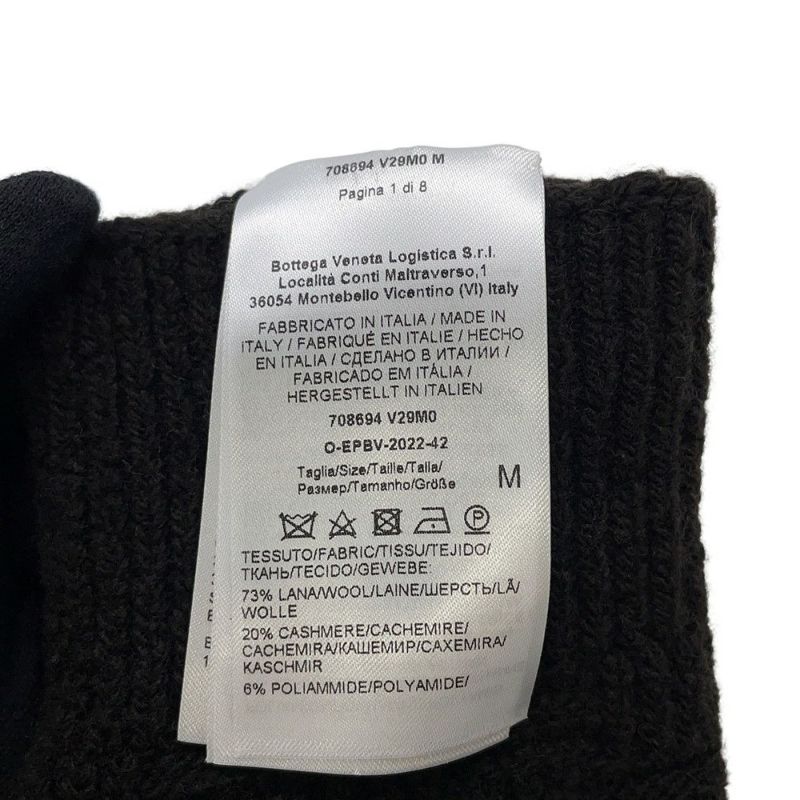 708694 V29M0 M
Pagina 1 di 8
Bottega Veneta Logistica S.r.l.
Località Conti Maltraverso,1
36054 Montebello Vicentino (VI) Italy
FABBRICATO IN ITALIA / MADE IN
ITALY / FABRIQUÉ EN ITALIE / HECHO
EN ITALIA / СДЕЛАНО В ИТАЛИИ /
FABRICADO EM ITÁLIA /
HERGESTELLT IN ITALIEN
708694 V29M0
O-EPBV-2022-42
Taglia/Size/Taille/Talla/
Размер/Tamanho/Größe M
TESSUTO/FABRIC/TISSU/TEJIDO/
ТКАНЬ/TECIDO/GEWEBE:
73% LANA/WOOL/LAINE/ШЕРСТЬ/LÃ/
WOLLE
20% CASHMERE/CACHEMIRE/
CACHEMIRA/КАШЕМИР/CAXEMIRA/
KASCHMIR
6% POLIAMMIDE/POLYAMIDE/